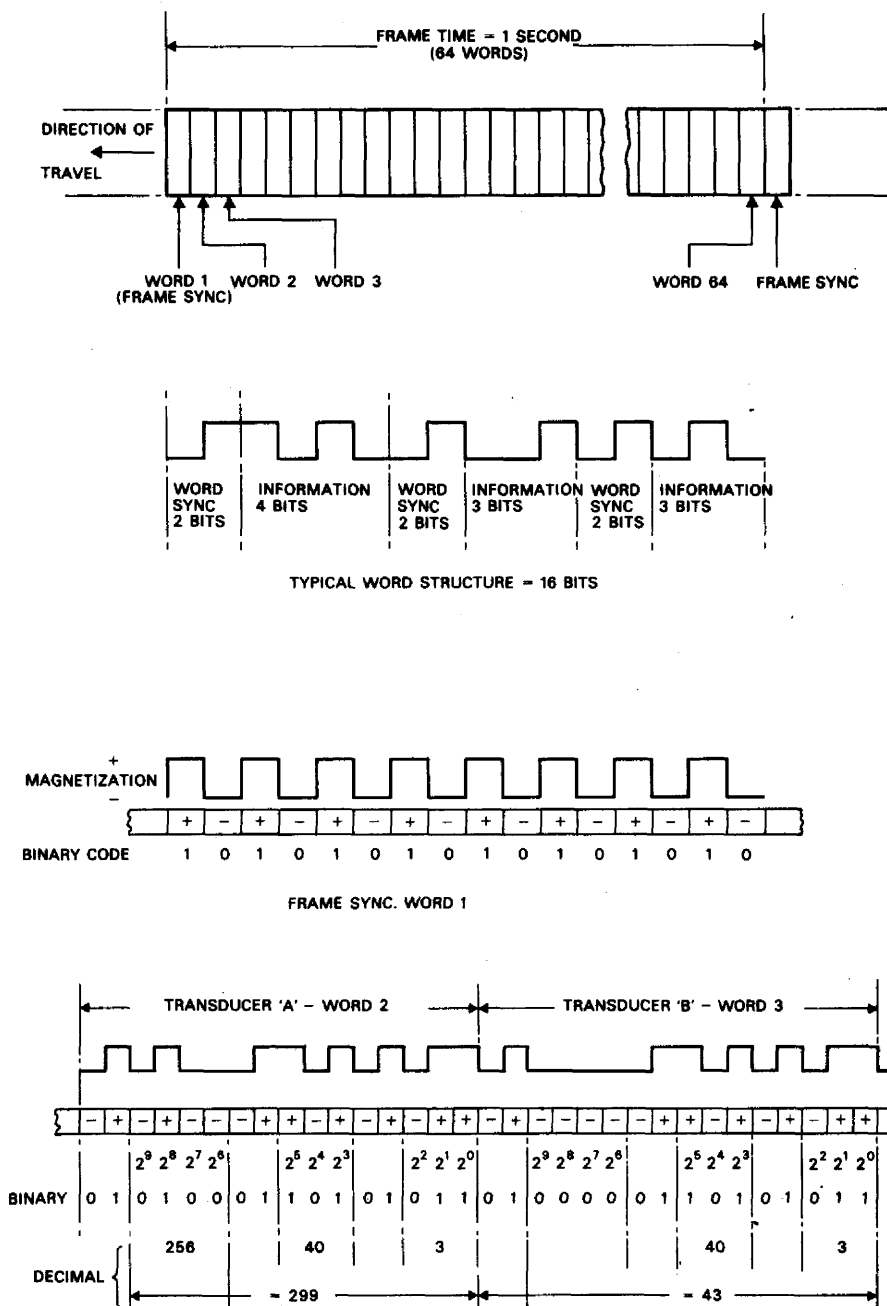 FRAME TIME = 1 SECOND
(64 WORDS)
DIRECTION OF
TRAVEL
WORD 1 WORD 2 WORD 3 WORD 64 FRAME SYNC
(FRAME SYNC)
WORD SYNC 2 BITS
INFORMATION 4 BITS
WORD SYNC 2 BITS
INFORMATION 3 BITS
WORD SYNC 2 BITS
INFORMATION 3 BITS
TYPICAL WORD STRUCTURE = 16 BITS
+
MAGNETIZATION
−
+ − + − + − + − + − + − + − + −
BINARY CODE 1 0 1 0 1 0 1 0 1 0 1 0 1 0 1 0
FRAME SYNC. WORD 1
TRANSDUCER 'A' – WORD 2 TRANSDUCER 'B' – WORD 3
− + − + − − − + + − + − + − + + − + − − − − − + + − + − + − + +
2⁹ 2⁸ 2⁷ 2⁶ 2⁵ 2⁴ 2³ 2² 2¹ 2⁰ 2⁹ 2⁸ 2⁷ 2⁶ 2⁵ 2⁴ 2³ 2² 2¹ 2⁰
BINARY 0 1 0 1 0 0 0 1 1 0 1 0 1 0 1 1 0 1 0 0 0 0 0 1 1 0 1 0 1 0 1 1
256 40 3 40 3
DECIMAL
= 299 = 43